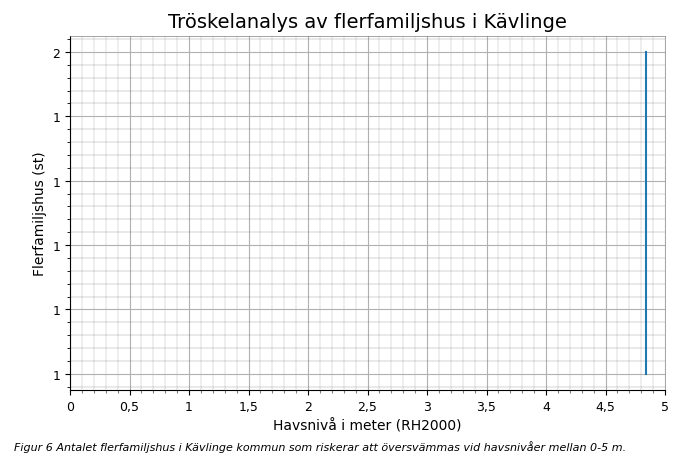 Tröskelanalys av flerfamiljshus i Kävlinge
Flerfamiljshus (st)
2
1
1
1
1
1
0 0,5 1 1,5 2 2,5 3 3,5 4 4,5 5
Havsnivå i meter (RH2000)
Figur 6 Antalet flerfamiljshus i Kävlinge kommun som riskerar att översvämmas vid havsnivåer mellan 0-5 m.